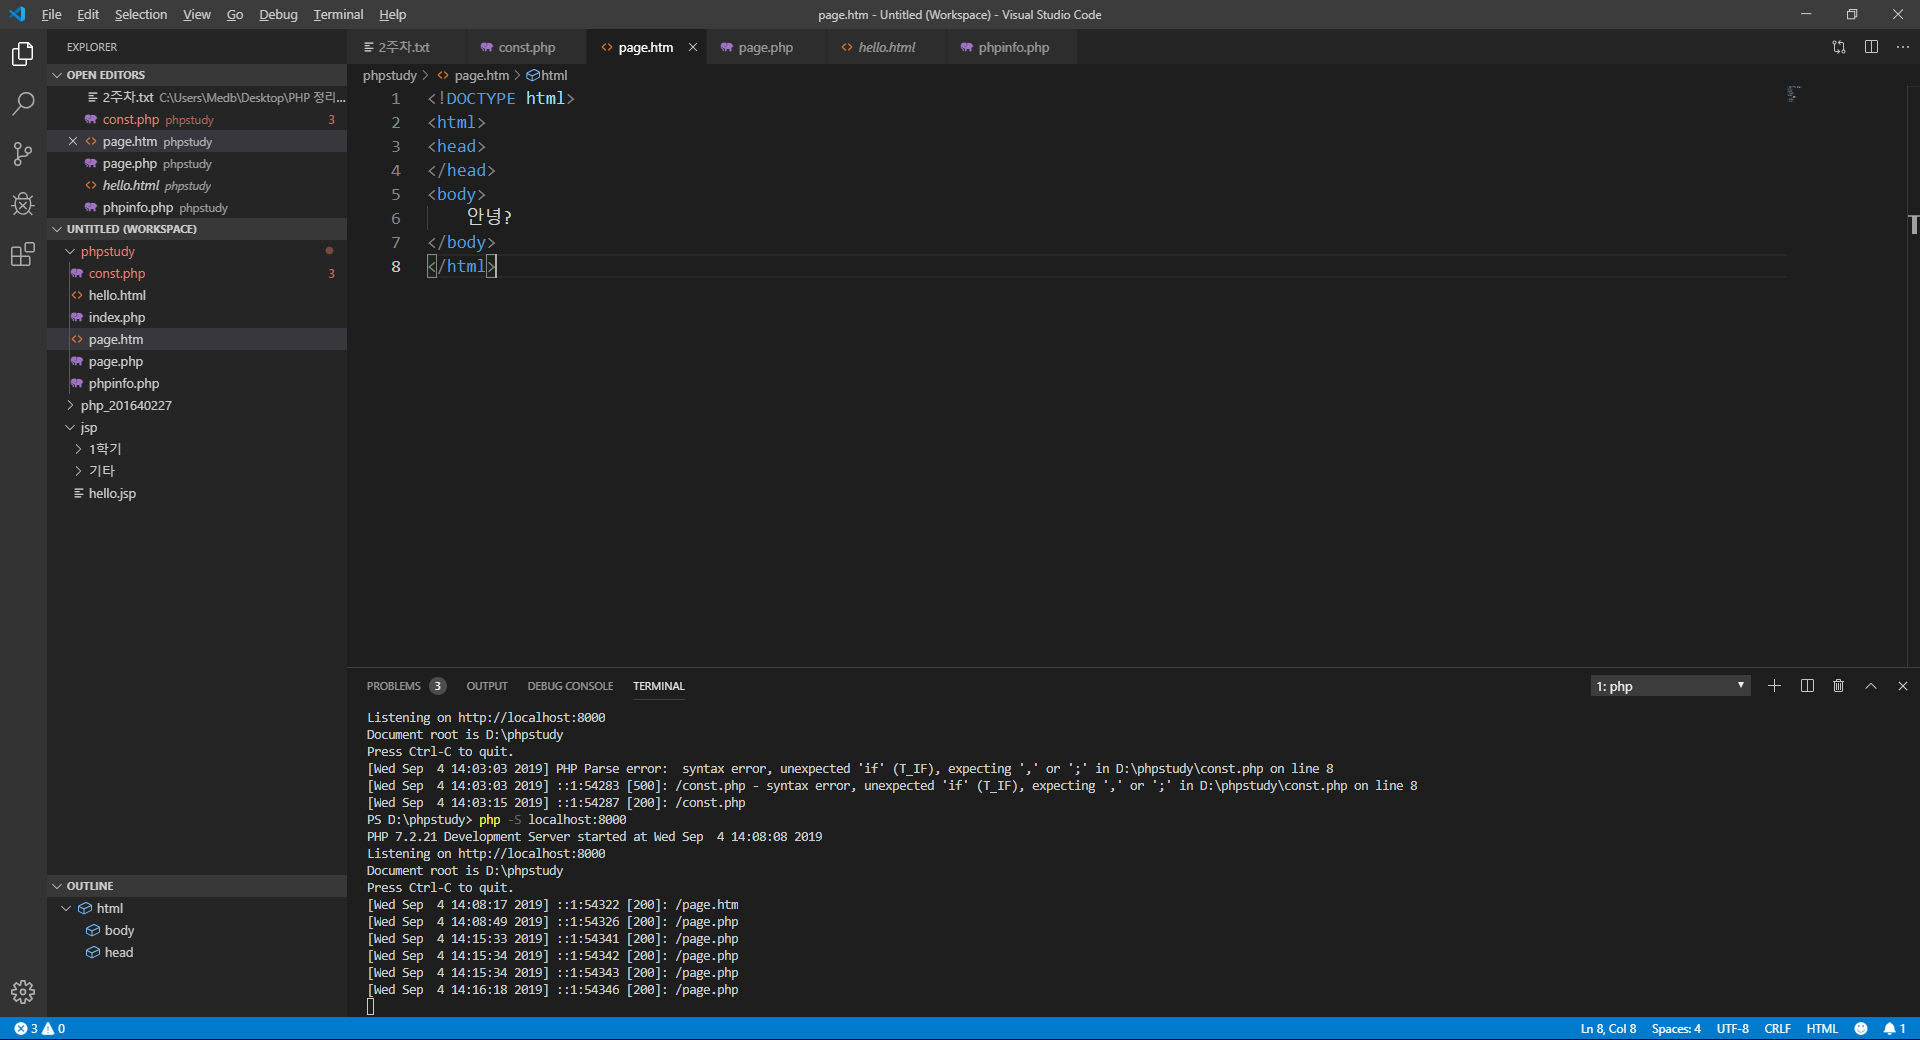 File Edit Selection View Go Debug Terminal Help
page.htm - Untitled (Workspace) - Visual Studio Code
EXPLORER
OPEN EDITORS
2주차.txt C:\Users\Medb\Desktop\PHP 정리...
const.php phpstudy 3
page.htm phpstudy
page.php phpstudy
hello.html phpstudy
phpinfo.php phpstudy
UNTITLED (WORKSPACE)
phpstudy
const.php 3
hello.html
index.php
page.htm
page.php
phpinfo.php
php_201640227
jsp
1학기
기타
hello.jsp
OUTLINE
html
body
head
2주차.txt const.php page.htm page.php hello.html phpinfo.php
phpstudy > page.htm > html
1 <!DOCTYPE html>
2 <html>
3 <head>
4 </head>
5 <body>
6 안녕?
7 </body>
8 </html>
PROBLEMS 3 OUTPUT DEBUG CONSOLE TERMINAL 1: php
Listening on http://localhost:8000
Document root is D:\phpstudy
Press Ctrl-C to quit.
[Wed Sep  4 14:03:03 2019] PHP Parse error:  syntax error, unexpected 'if' (T_IF), expecting ',' or ';' in D:\phpstudy\const.php on line 8
[Wed Sep  4 14:03:03 2019] ::1:54283 [500]: /const.php - syntax error, unexpected 'if' (T_IF), expecting ',' or ';' in D:\phpstudy\const.php on line 8
[Wed Sep  4 14:03:15 2019] ::1:54287 [200]: /const.php
PS D:\phpstudy> php -S localhost:8000
PHP 7.2.21 Development Server started at Wed Sep  4 14:08:08 2019
Listening on http://localhost:8000
Document root is D:\phpstudy
Press Ctrl-C to quit.
[Wed Sep  4 14:08:17 2019] ::1:54322 [200]: /page.htm
[Wed Sep  4 14:08:49 2019] ::1:54326 [200]: /page.php
[Wed Sep  4 14:15:33 2019] ::1:54341 [200]: /page.php
[Wed Sep  4 14:15:34 2019] ::1:54342 [200]: /page.php
[Wed Sep  4 14:15:34 2019] ::1:54343 [200]: /page.php
[Wed Sep  4 14:16:18 2019] ::1:54346 [200]: /page.php
3 0 Ln 8, Col 8 Spaces: 4 UTF-8 CRLF HTML 1